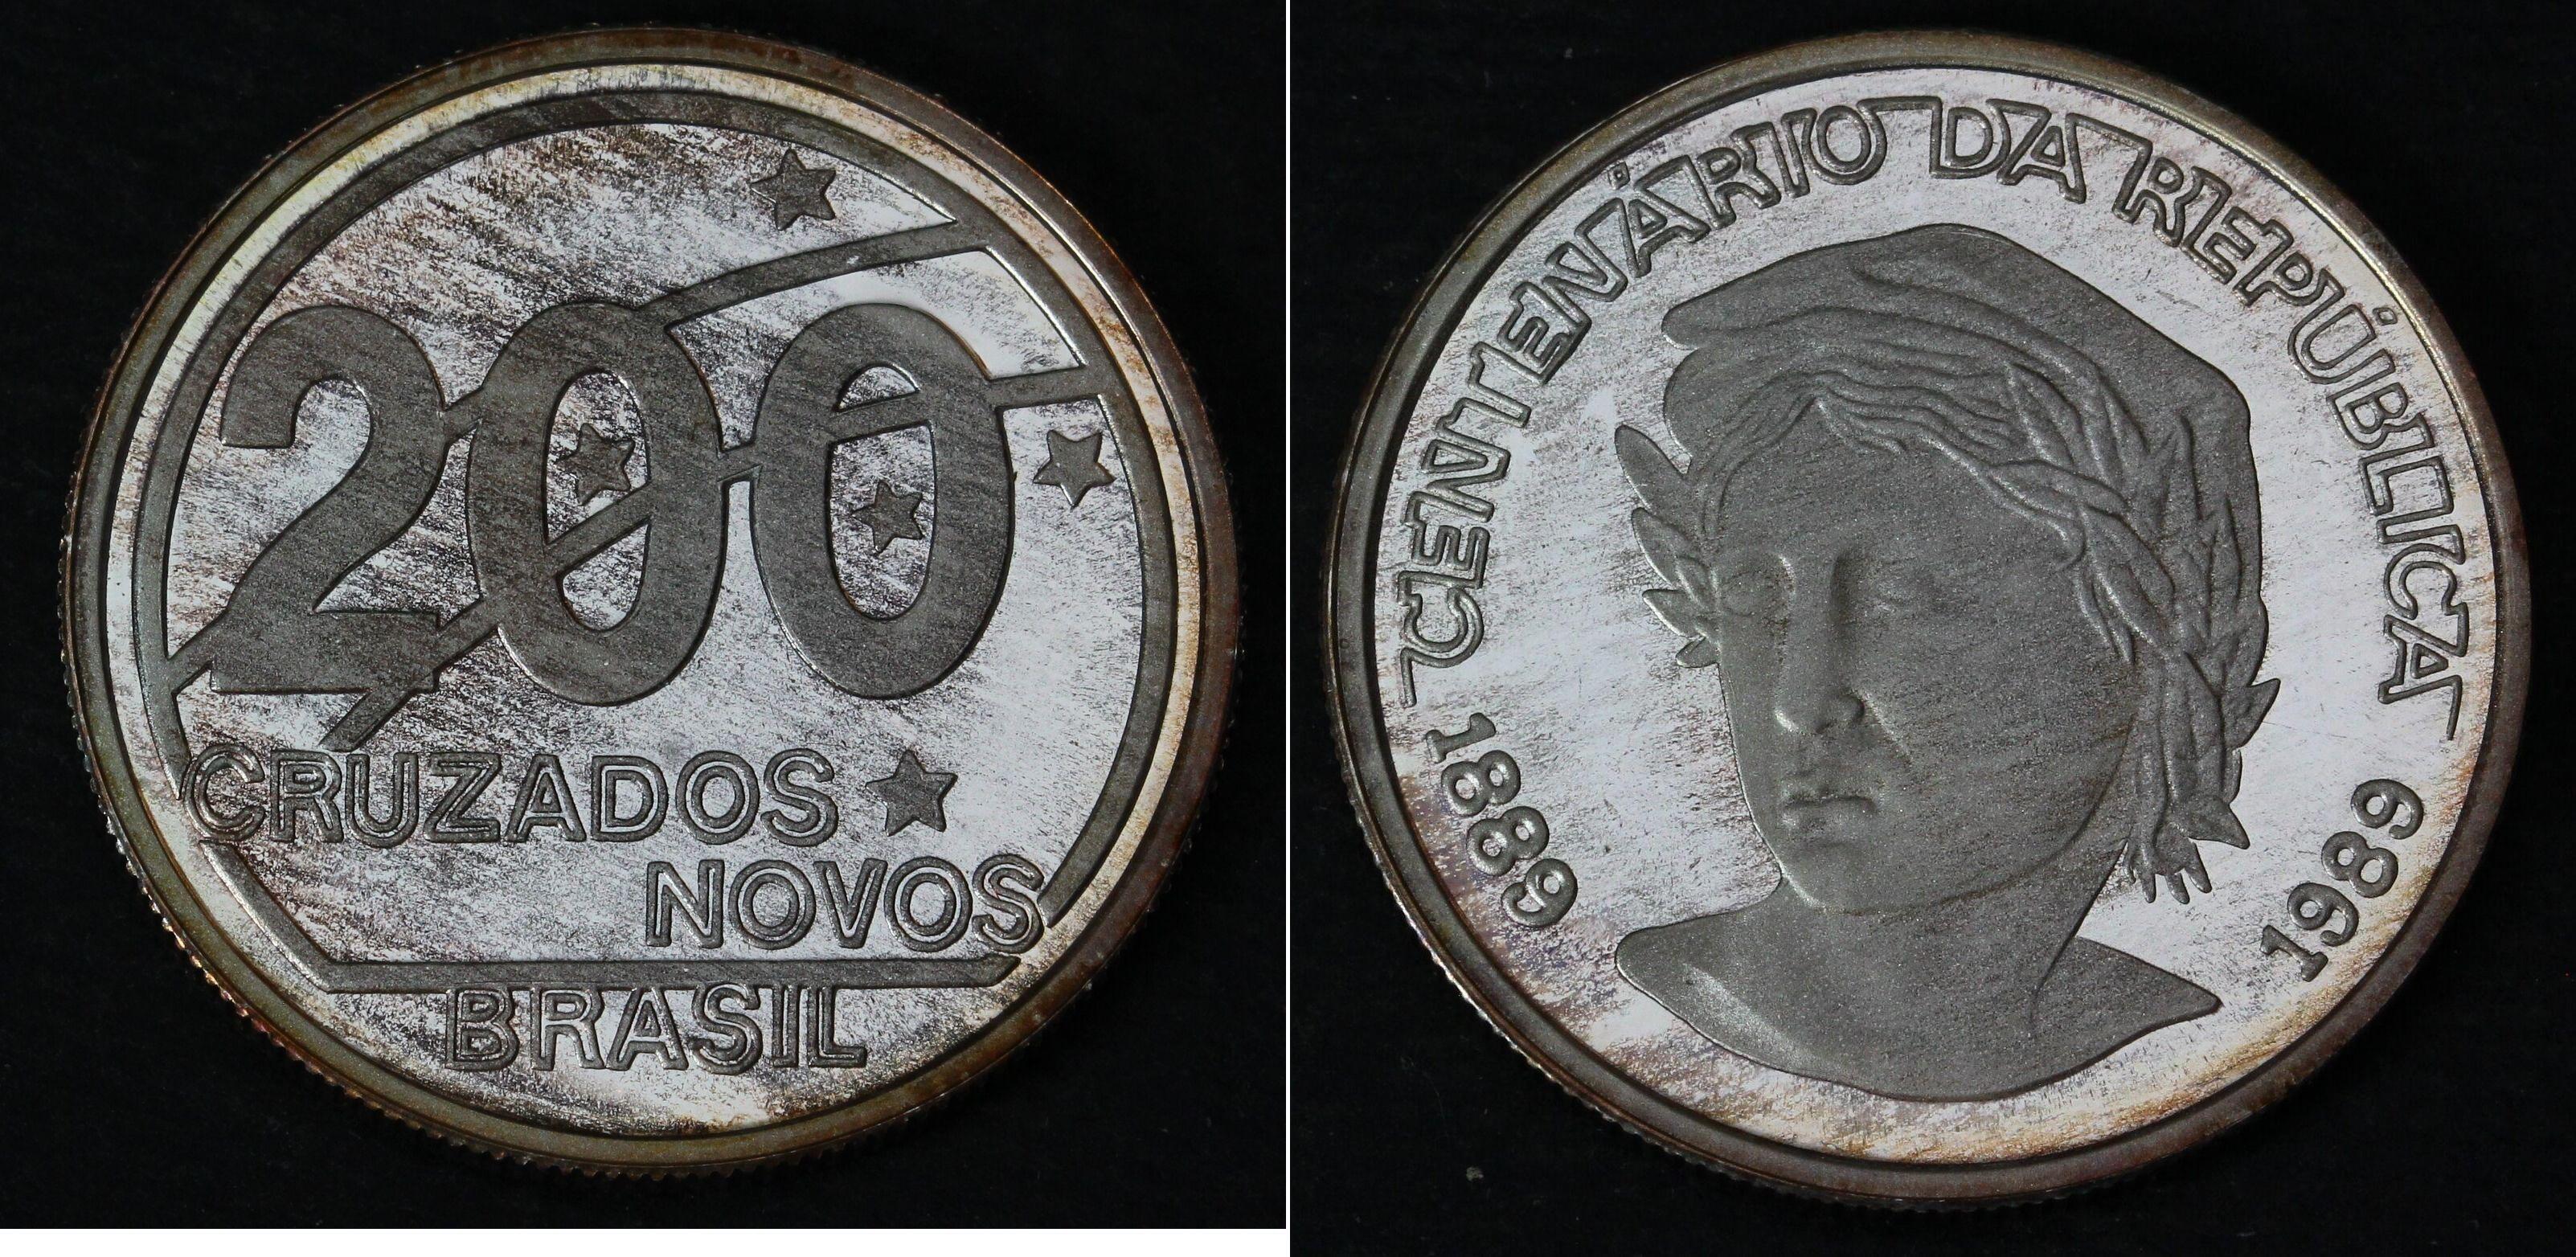 200
CRUZADOS
NOVOS
BRASIL
CENTENÁRIO DA REPÚBLICA
1889
1989